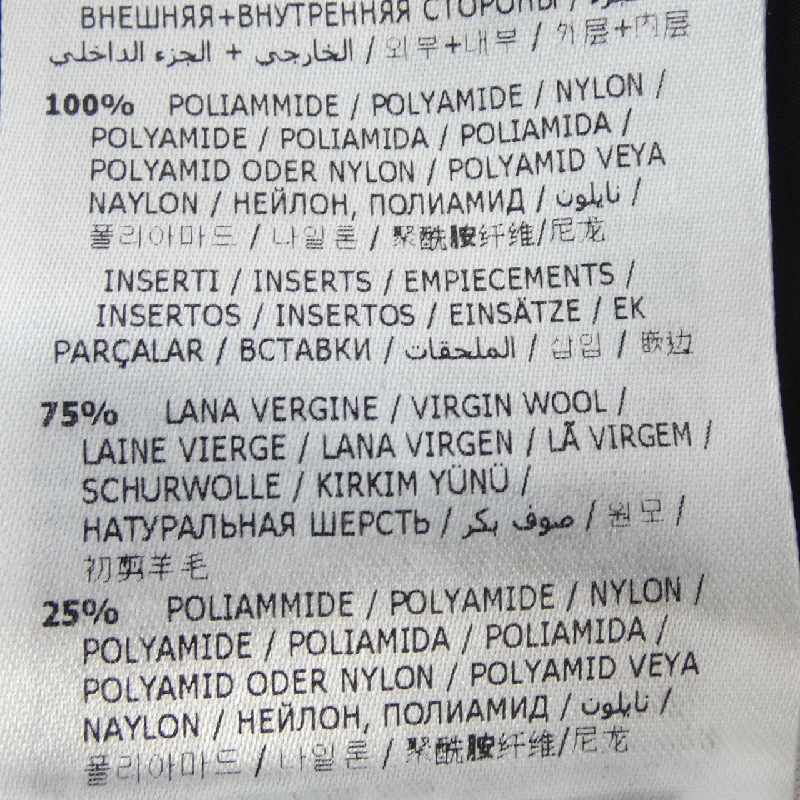 ВНЕШНЯЯ+ВНУТРЕННЯЯ СТОРОНЫ /
الخارجي + الجزء الداخلي / 외부+내부 / 外层+内层
100% POLIAMMIDE / POLYAMIDE / NYLON /
POLYAMIDE / POLIAMIDA / POLIAMIDA /
POLYAMID ODER NYLON / POLYAMID VEYA
NAYLON / НЕЙЛОН, ПОЛИАМИД / نايلون /
폴리아마드 / 나일론 / 聚酰胺纤维/尼龙
INSERTI / INSERTS / EMPIECEMENTS /
INSERTOS / INSERTOS / EINSÄTZE / EK
PARÇALAR / ВСТАВКИ / الملحقات / 삽입 / 嵌边
75% LANA VERGINE / VIRGIN WOOL /
LAINE VIERGE / LANA VIRGEN / LÃ VIRGEM /
SCHURWOLLE / KIRKIM YÜNÜ /
НАТУРАЛЬНАЯ ШЕРСТЬ / صوف بكر / 원모 /
初剪羊毛
25% POLIAMMIDE / POLYAMIDE / NYLON /
POLYAMIDE / POLIAMIDA / POLIAMIDA /
POLYAMID ODER NYLON / POLYAMID VEYA
NAYLON / НЕЙЛОН, ПОЛИАМИД / نايلون /
폴리아마드 / 나일론 / 聚酰胺纤维/尼龙